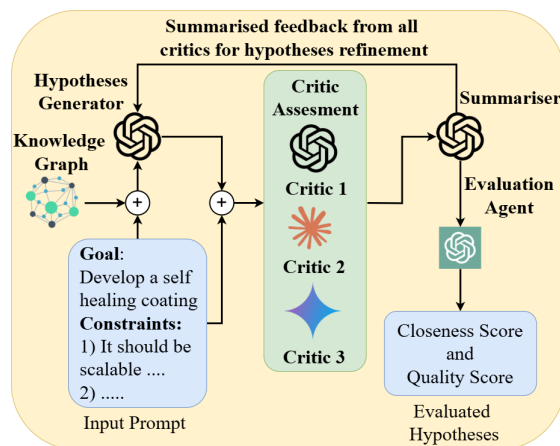 Summarised feedback from all
critics for hypotheses refinement
Hypotheses
Generator
Knowledge
Graph
+
+
Goal:
Develop a self
healing coating
Constraints:
1) It should be
scalable ....
2) .....
Input Prompt
Critic
Assesment
Critic 1
Critic 2
Critic 3
Summariser
Evaluation
Agent
Closeness Score
and
Quality Score
Evaluated
Hypotheses